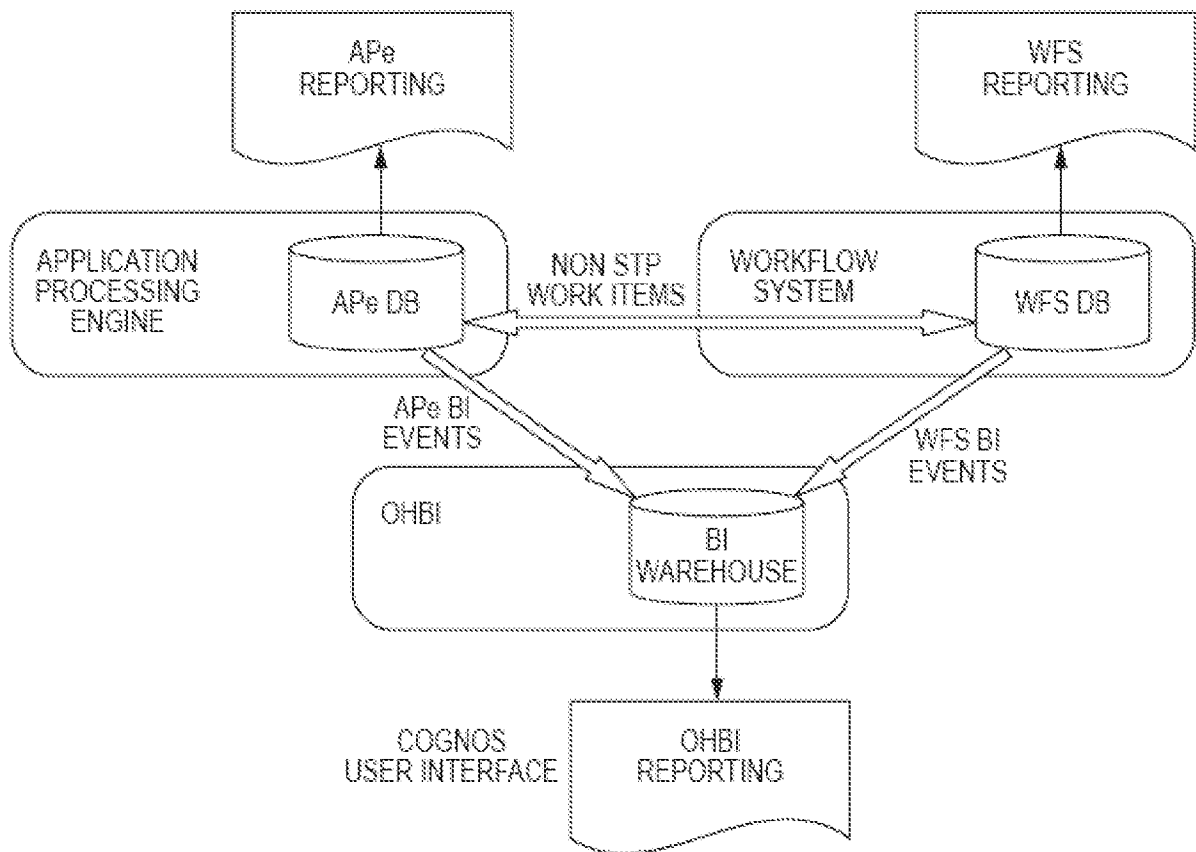 APe
REPORTING
WFS
REPORTING
APPLICATION
PROCESSING
ENGINE
APe DB
NON STP
WORK ITEMS
WORKFLOW
SYSTEM
WFS DB
APe BI
EVENTS
WFS BI
EVENTS
OHBI
BI
WAREHOUSE
COGNOS
USER INTERFACE
OHBI
REPORTING